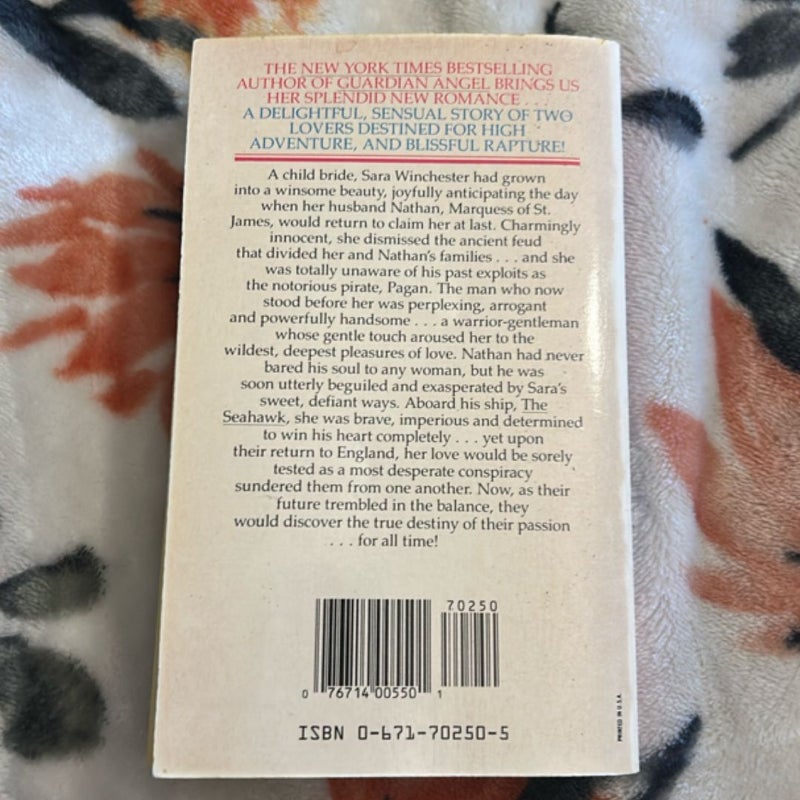 THE NEW YORK TIMES BESTSELLING
AUTHOR OF GUARDIAN ANGEL BRINGS US
HER SPLENDID NEW ROMANCE . . .
A DELIGHTFUL, SENSUAL STORY OF TWO
LOVERS DESTINED FOR HIGH
ADVENTURE, AND BLISSFUL RAPTURE!
A child bride, Sara Winchester had grown
into a winsome beauty, joyfully anticipating the day
when her husband Nathan, Marquess of St.
James, would return to claim her at last. Charmingly
innocent, she dismissed the ancient feud
that divided her and Nathan's families . . . and she
was totally unaware of his past exploits as
the notorious pirate, Pagan. The man who now
stood before her was perplexing, arrogant
and powerfully handsome . . . a warrior-gentleman
whose gentle touch aroused her to the
wildest, deepest pleasures of love. Nathan had never
bared his soul to any woman, but he was
soon utterly beguiled and exasperated by Sara's
sweet, defiant ways. Aboard his ship, The
Seahawk, she was brave, imperious and determined
to win his heart completely . . . yet upon
their return to England, her love would be sorely
tested as a most desperate conspiracy
sundered them from one another. Now, as their
future trembled in the balance, they
would discover the true destiny of their passion
. . . for all time!
70250
0 76714 00550 1
ISBN 0-671-70250-5
PRINTED IN U.S.A.